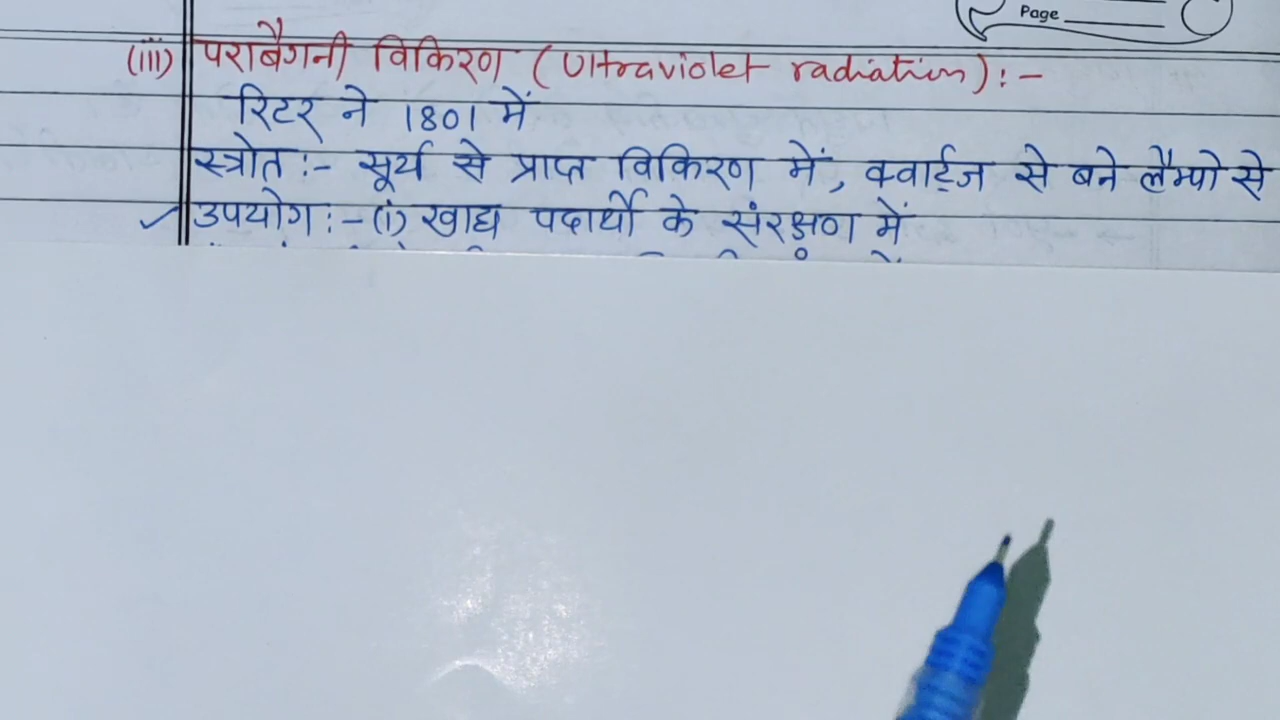 Page
(iii) पराबैगनी विकिरण (Ultraviolet radiation):-
रिटर ने 1801 में
स्त्रोत:- सूर्य से प्राप्त विकिरण में, क्वार्ट्ज से बने लैम्पो से
उपयोग:- (i) खाद्य पदार्थो के संरक्षण में